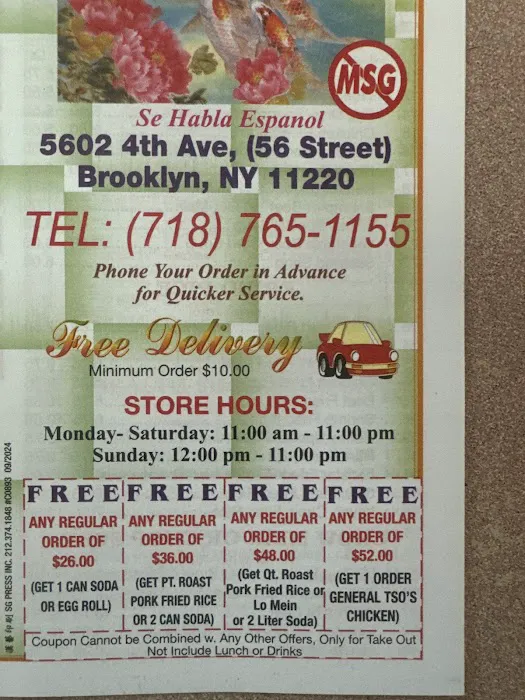 MSG
Se Habla Espanol
5602 4th Ave, (56 Street)
Brooklyn, NY 11220
TEL: (718) 765-1155
Phone Your Order in Advance
for Quicker Service.
Free Delivery
Minimum Order $10.00
STORE HOURS:
Monday- Saturday: 11:00 am - 11:00 pm
Sunday: 12:00 pm - 11:00 pm
FREE
ANY REGULAR
ORDER OF
$26.00
(GET 1 CAN SODA
OR EGG ROLL)
FREE
ANY REGULAR
ORDER OF
$36.00
(GET PT. ROAST
PORK FRIED RICE
OR 2 CAN SODA)
FREE
ANY REGULAR
ORDER OF
$48.00
(Get Qt. Roast
Pork Fried Rice or
Lo Mein
or 2 Liter Soda)
FREE
ANY REGULAR
ORDER OF
$52.00
(GET 1 ORDER
GENERAL TSO'S
CHICKEN)
Coupon Cannot be Combined w. Any Other Offers, Only for Take Out
Not Include Lunch or Drinks
SG PRESS INC. 212.374.1848 #C0893 09/2024